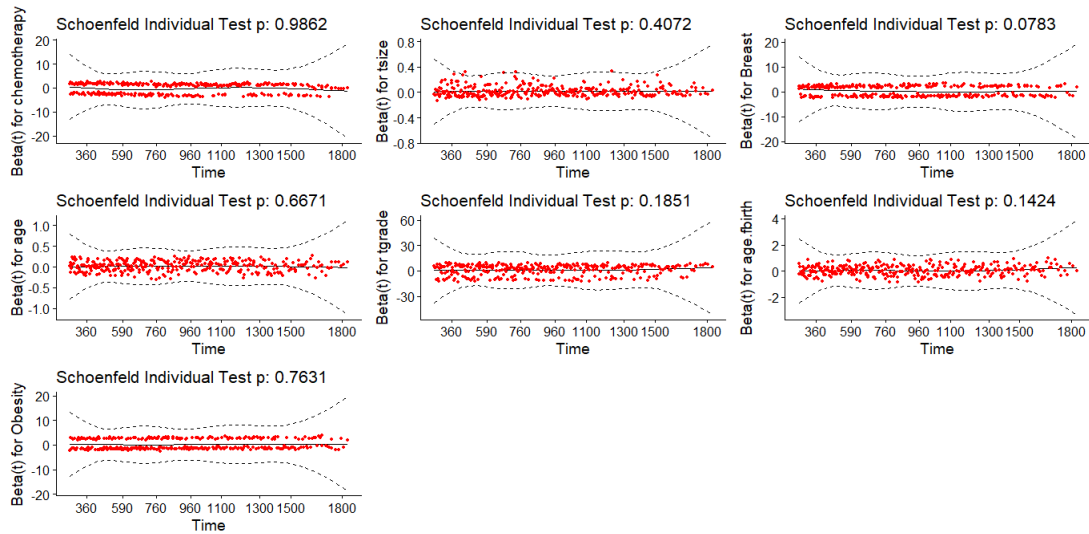 Schoenfeld Individual Test p: 0.9862
Beta(t) for chemotherapy
20
10
0
-10
-20
360 590 760 960 1100 1300 1500 1800
Time
Schoenfeld Individual Test p: 0.4072
Beta(t) for tsize
0.8
0.4
0.0
-0.4
-0.8
360 590 760 960 1100 1300 1500 1800
Time
Schoenfeld Individual Test p: 0.0783
Beta(t) for Breast
20
10
0
-10
-20
360 590 760 960 1100 1300 1500 1800
Time
Schoenfeld Individual Test p: 0.6671
Beta(t) for age
1.0
0.5
0.0
-0.5
-1.0
360 590 760 960 1100 1300 1500 1800
Time
Schoenfeld Individual Test p: 0.1851
Beta(t) for tgrade
60
30
0
-30
360 590 760 960 1100 1300 1500 1800
Time
Schoenfeld Individual Test p: 0.1424
Beta(t) for age.fbirth
4
2
0
-2
360 590 760 960 1100 1300 1500 1800
Time
Schoenfeld Individual Test p: 0.7631
Beta(t) for Obesity
20
10
0
-10
-20
360 590 760 960 1100 1300 1500 1800
Time